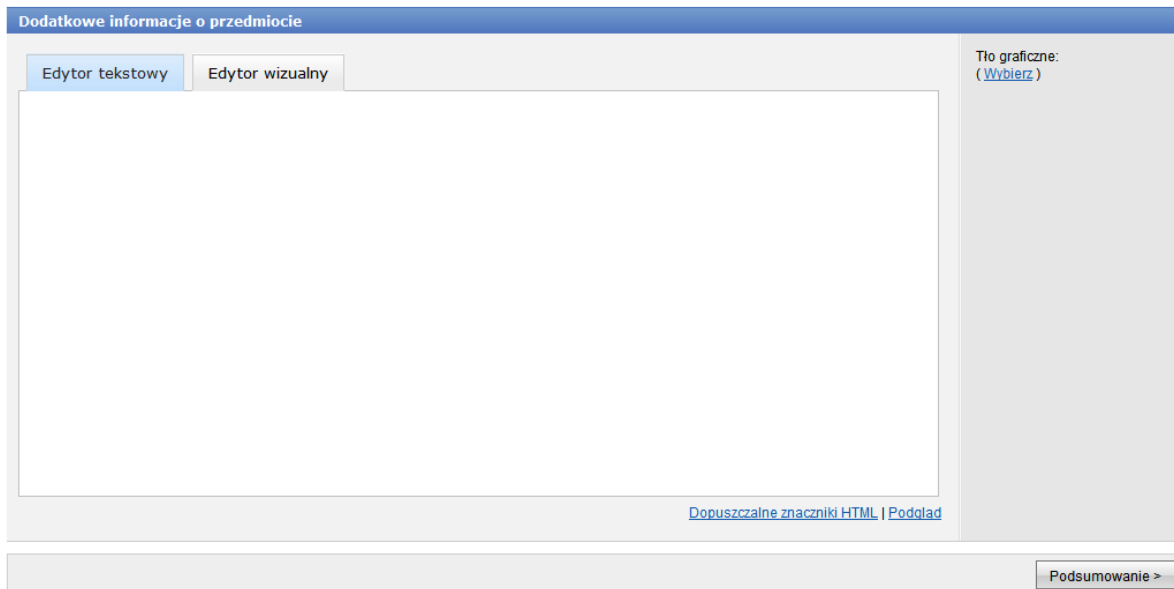 Dodatkowe informacje o przedmiocie
Edytor tekstowy
Edytor wizualny
Tło graficzne:
( Wybierz )
Dopuszczalne znaczniki HTML | Podgląd
Podsumowanie >